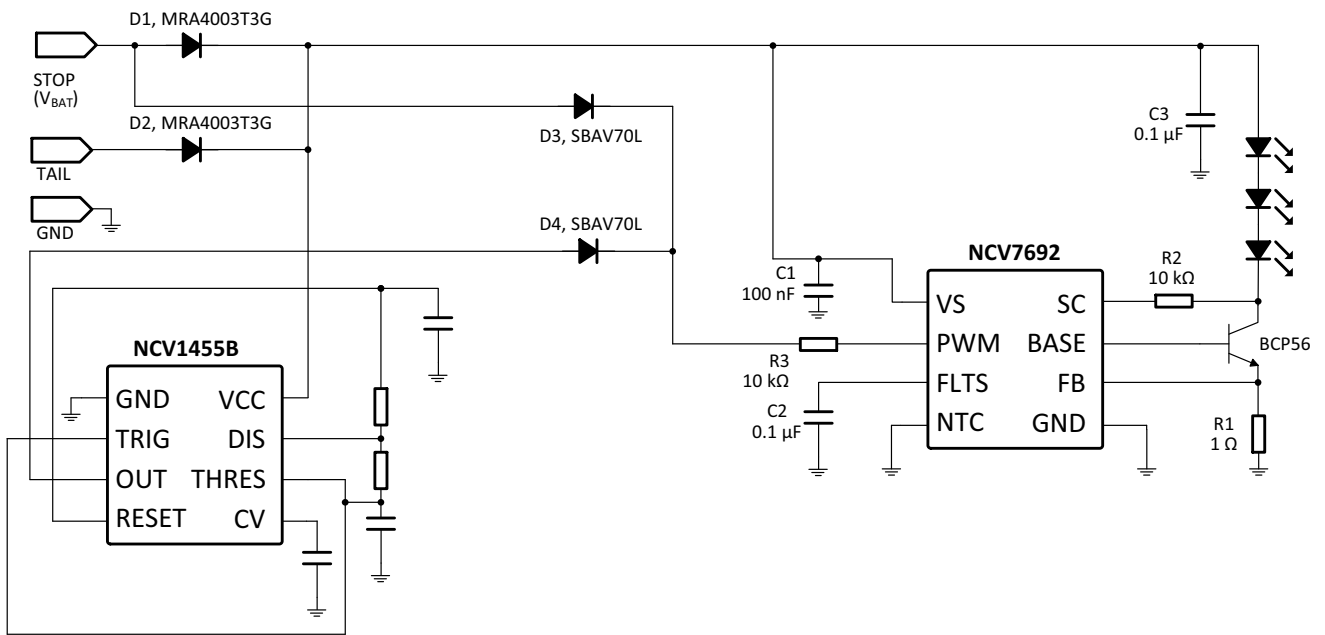 D1, MRA4003T3G
STOP
(VBAT)
D2, MRA4003T3G
TAIL
GND
D3, SBAV70L
D4, SBAV70L
C3
0.1 µF
NCV7692
C1
100 nF
R2
10 kΩ
VS
SC
PWM
BASE
FLTS
FB
NTC
GND
BCP56
R3
10 kΩ
C2
0.1 µF
R1
1 Ω
NCV1455B
GND
VCC
TRIG
DIS
OUT
THRES
RESET
CV